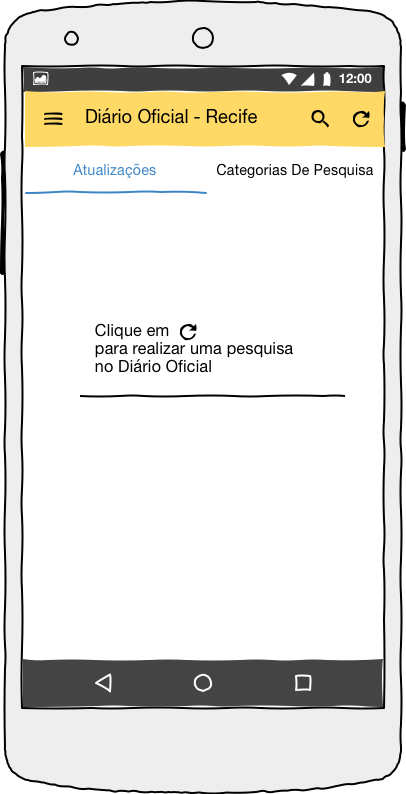 12:00
Diário Oficial - Recife
Atualizações
Categorias De Pesquisa
Clique em
para realizar uma pesquisa
no Diário Oficial